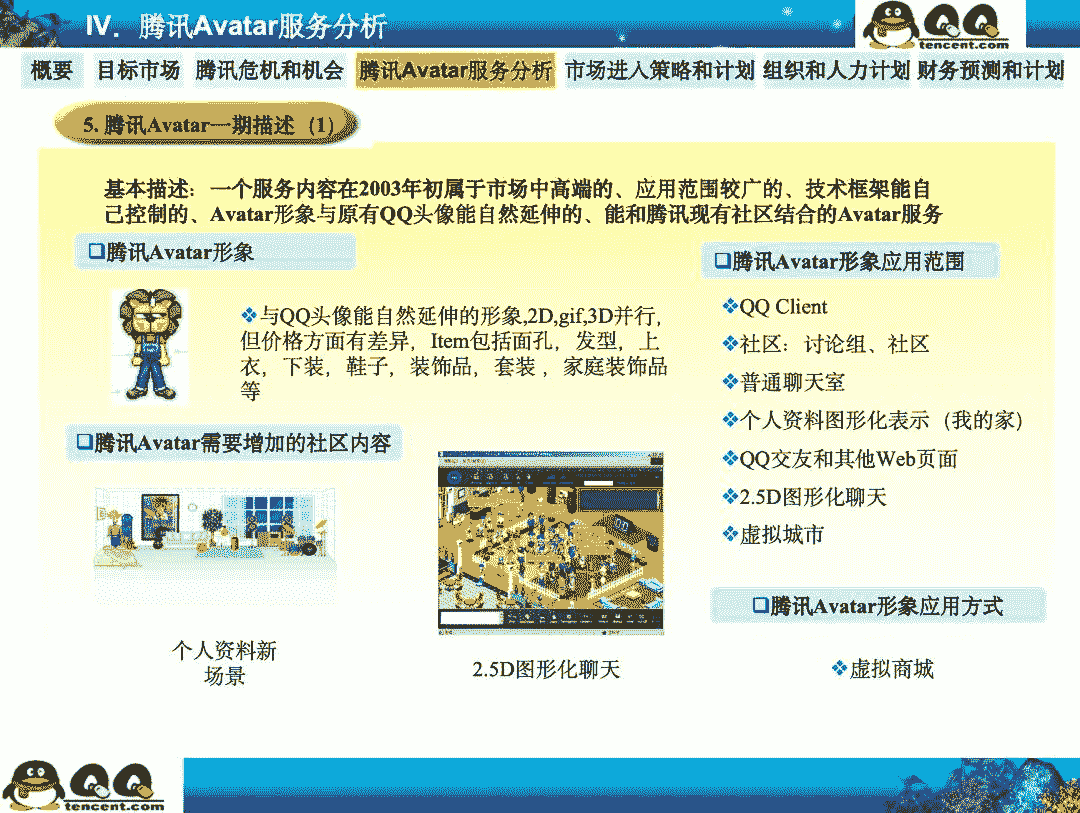 Ⅳ．腾讯Avatar服务分析
QQ
tencent.com
概要 目标市场 腾讯危机和机会 腾讯Avatar服务分析 市场进入策略和计划 组织和人力计划 财务预测和计划
5. 腾讯Avatar一期描述（1）
基本描述：一个服务内容在2003年初属于市场中高端的、应用范围较广的、技术框架能自
己控制的、Avatar形象与原有QQ头像能自然延伸的、能和腾讯现有社区结合的Avatar服务
❑腾讯Avatar形象
❖与QQ头像能自然延伸的形象,2D,gif,3D并行，
但价格方面有差异，Item包括面孔，发型，上
衣，下装，鞋子，装饰品，套装 ，家庭装饰品
等
❑腾讯Avatar需要增加的社区内容
个人资料新
场景
2.5D图形化聊天
❑腾讯Avatar形象应用范围
❖QQ Client
❖社区：讨论组、社区
❖普通聊天室
❖个人资料图形化表示（我的家）
❖QQ交友和其他Web页面
❖2.5D图形化聊天
❖虚拟城市
❑腾讯Avatar形象应用方式
❖虚拟商城
QQ
tencent.com